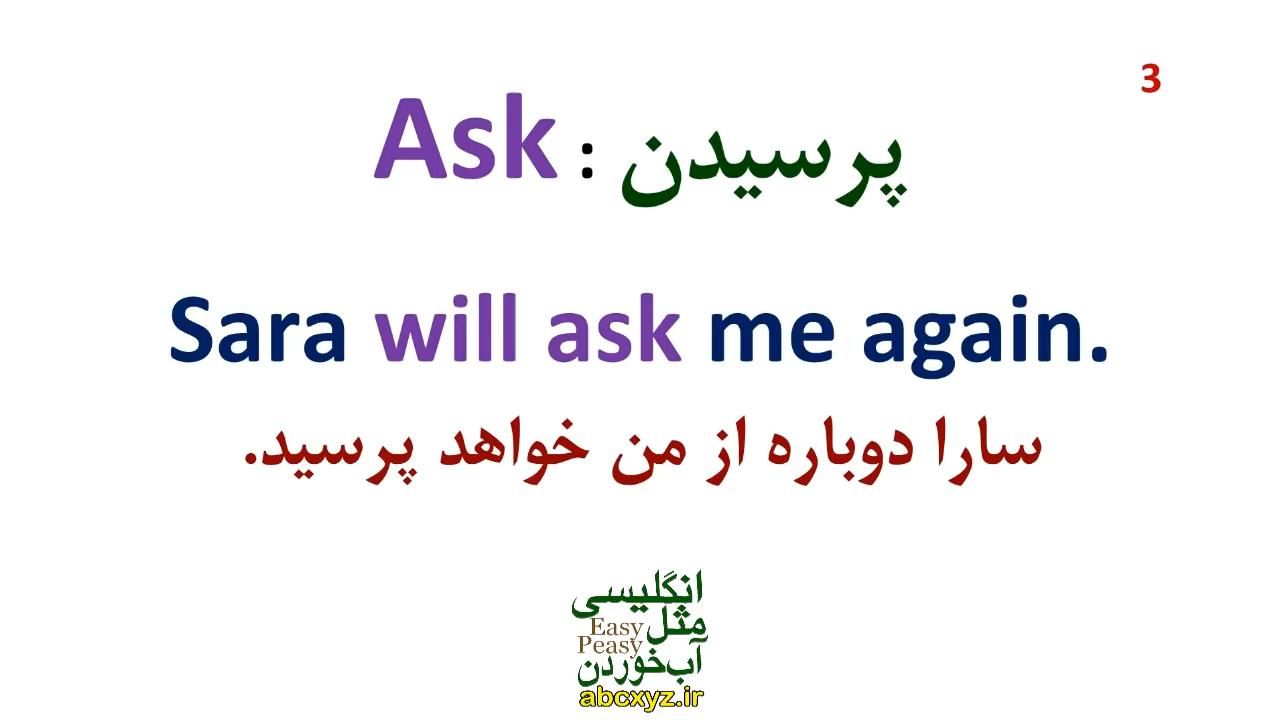 3
Ask : پرسیدن
Sara will ask me again.
سارا دوباره از من خواهد پرسید.
انگلیسی
مثل Easy
Peasy
آب‌خوردن
abcxyz.ir